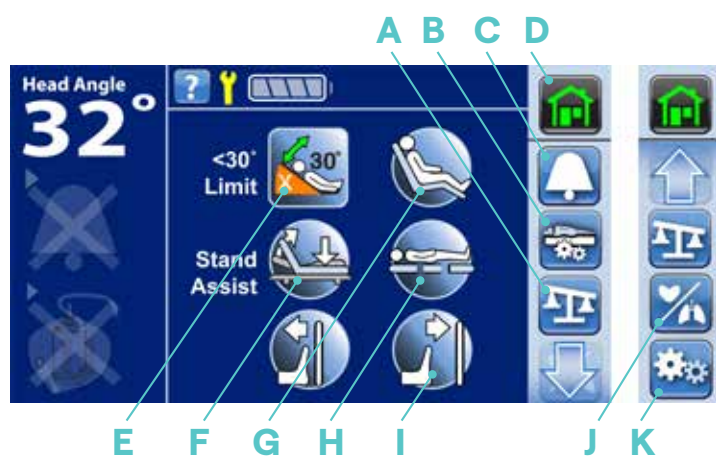 A B C D
Head Angle
32°
?
<30°
Limit
30°
X
Stand
Assist
E F G H I J K